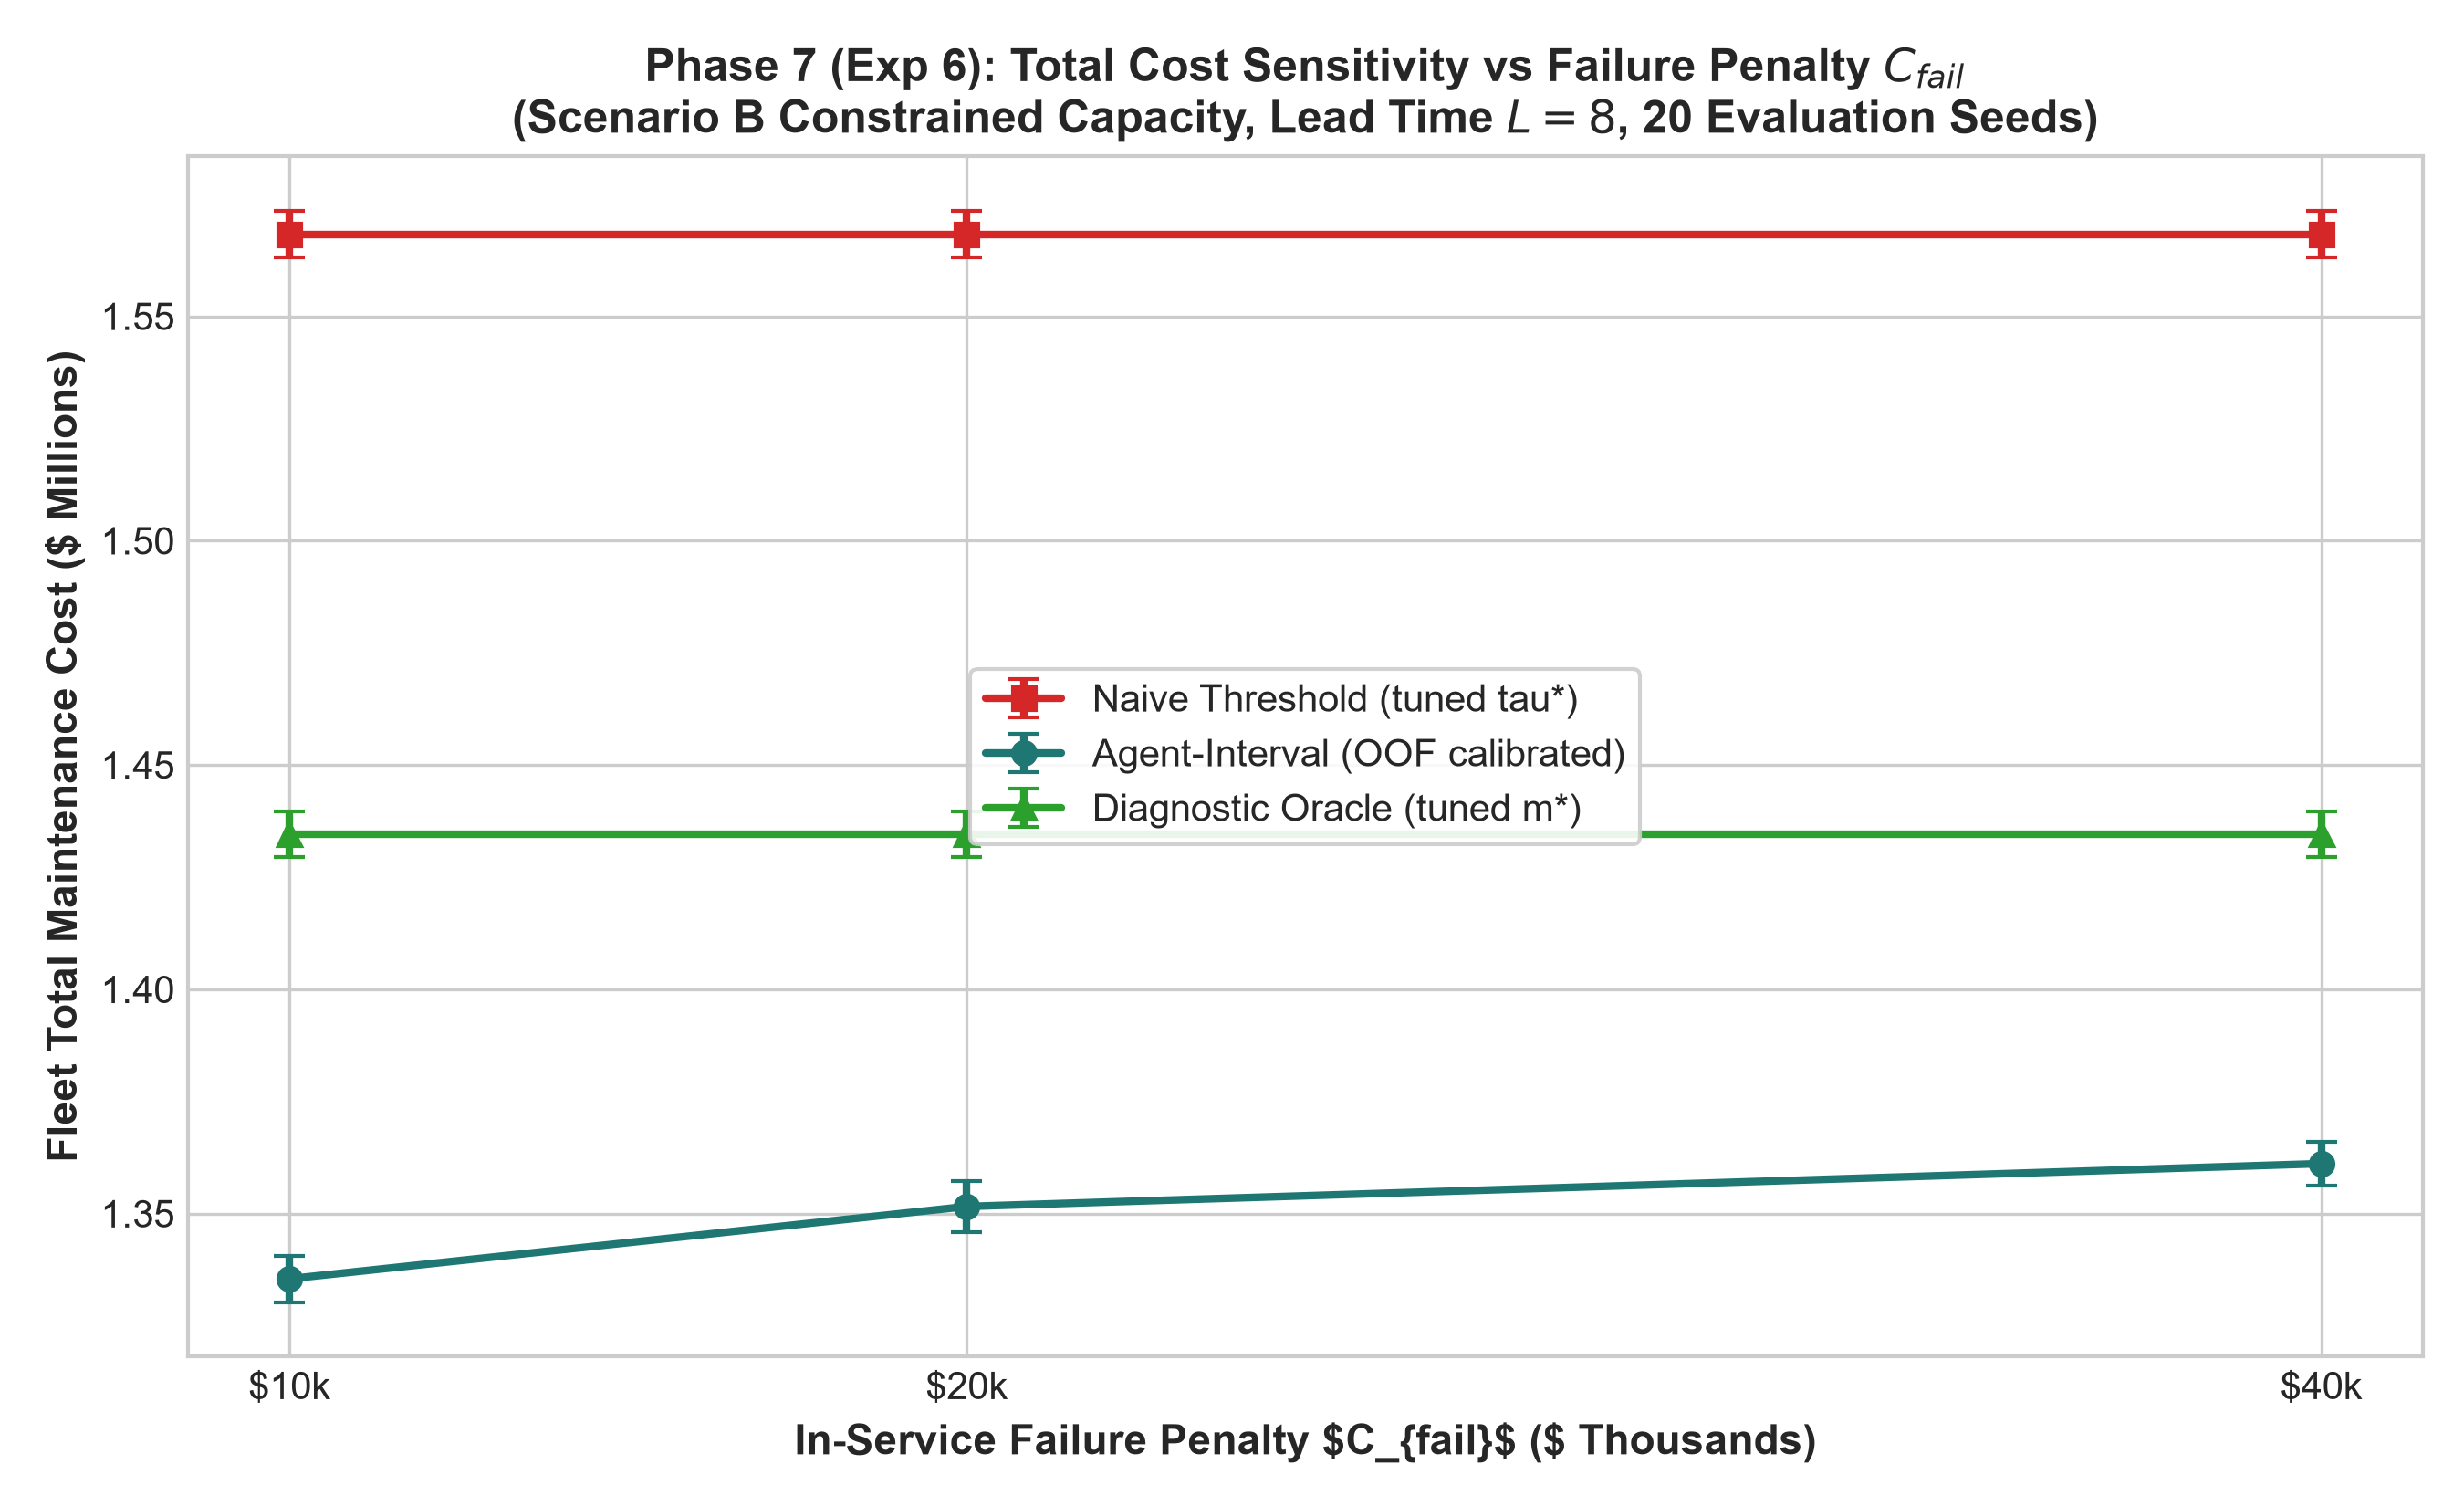 Phase 7 (Exp 6): Total Cost Sensitivity vs Failure Penalty C_fail
(Scenario B Constrained Capacity, Lead Time L = 8, 20 Evaluation Seeds)
Fleet Total Maintenance Cost ($ Millions)
1.55
1.50
1.45
1.40
1.35
Naive Threshold (tuned tau*)
Agent-Interval (OOF calibrated)
Diagnostic Oracle (tuned m*)
$10k
$20k
$40k
In-Service Failure Penalty $C_{fail}$ ($ Thousands)